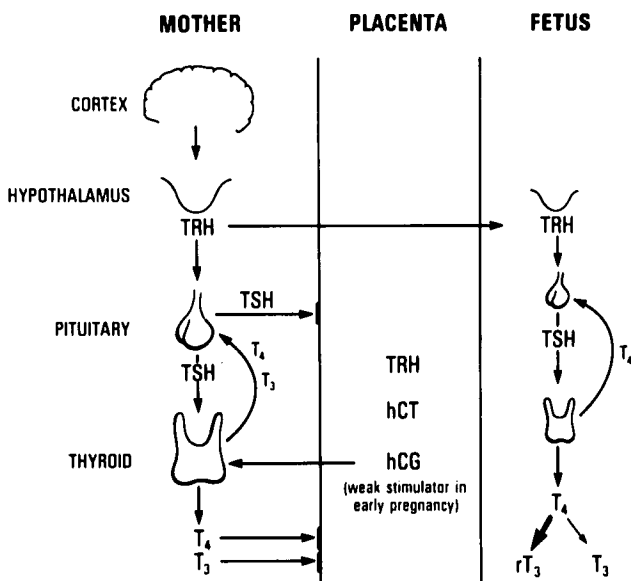 MOTHER PLACENTA FETUS
CORTEX
HYPOTHALAMUS
TRH TRH
TSH
PITUITARY
T₄
T₃
TSH
TRH
TSH
T₄
hCT
THYROID
hCG
(weak stimulator in
early pregnancy)
T₄
T₃
T₄
rT₃ T₃